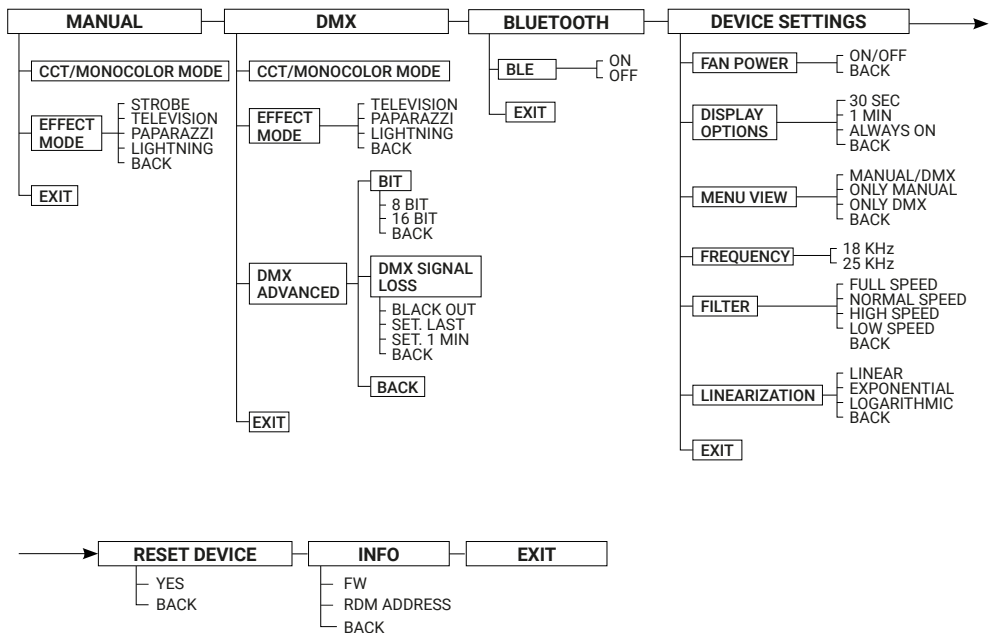 MANUAL
CCT/MONOCOLOR MODE
EFFECT
MODE
STROBE
TELEVISION
PAPARAZZI
LIGHTNING
BACK
EXIT
DMX
CCT/MONOCOLOR MODE
EFFECT
MODE
TELEVISION
PAPARAZZI
LIGHTNING
BACK
DMX
ADVANCED
BIT
8 BIT
16 BIT
BACK
DMX SIGNAL
LOSS
BLACK OUT
SET. LAST
SET. 1 MIN
BACK
BACK
EXIT
BLUETOOTH
BLE
ON
OFF
EXIT
DEVICE SETTINGS
FAN POWER
ON/OFF
BACK
DISPLAY
OPTIONS
30 SEC
1 MIN
ALWAYS ON
BACK
MENU VIEW
MANUAL/DMX
ONLY MANUAL
ONLY DMX
BACK
FREQUENCY
18 KHz
25 KHz
FILTER
FULL SPEED
NORMAL SPEED
HIGH SPEED
LOW SPEED
BACK
LINEARIZATION
LINEAR
EXPONENTIAL
LOGARITHMIC
BACK
EXIT
RESET DEVICE
YES
BACK
INFO
FW
RDM ADDRESS
BACK
EXIT